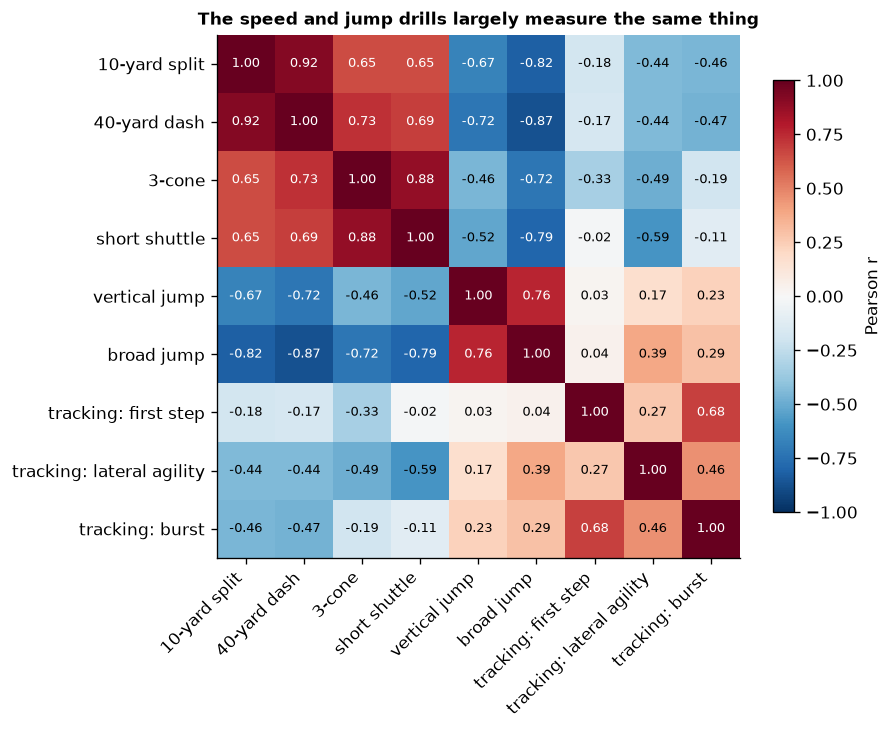 The speed and jump drills largely measure the same thing
10-yard split 1.00 0.92 0.65 0.65 -0.67 -0.82 -0.18 -0.44 -0.46
40-yard dash 0.92 1.00 0.73 0.69 -0.72 -0.87 -0.17 -0.44 -0.47
3-cone 0.65 0.73 1.00 0.88 -0.46 -0.72 -0.33 -0.49 -0.19
short shuttle 0.65 0.69 0.88 1.00 -0.52 -0.79 -0.02 -0.59 -0.11
vertical jump -0.67 -0.72 -0.46 -0.52 1.00 0.76 0.03 0.17 0.23
broad jump -0.82 -0.87 -0.72 -0.79 0.76 1.00 0.04 0.39 0.29
tracking: first step -0.18 -0.17 -0.33 -0.02 0.03 0.04 1.00 0.27 0.68
tracking: lateral agility -0.44 -0.44 -0.49 -0.59 0.17 0.39 0.27 1.00 0.46
tracking: burst -0.46 -0.47 -0.19 -0.11 0.23 0.29 0.68 0.46 1.00
10-yard split
40-yard dash
3-cone
short shuttle
vertical jump
broad jump
tracking: first step
tracking: lateral agility
tracking: burst
1.00
0.75
0.50
0.25
0.00
−0.25
−0.50
−0.75
−1.00
Pearson r